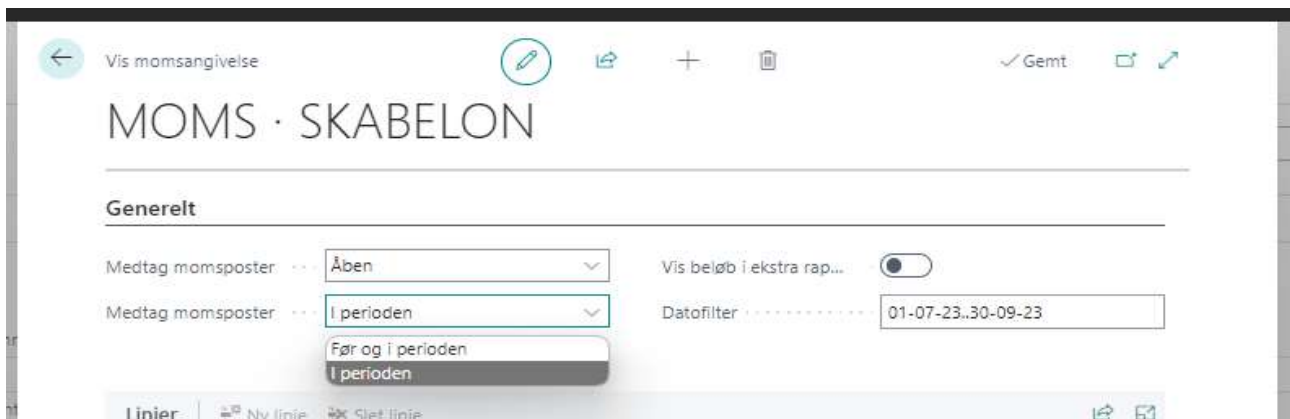 Vis momsangivelse
Gemt
MOMS · SKABELON
Generelt
Medtag momsposter
Åben
Vis beløb i ekstra rap...
Medtag momsposter
I perioden
Datofilter
01-07-23..30-09-23
Før og i perioden
I perioden
Linjer
Ny linje
Slet linje